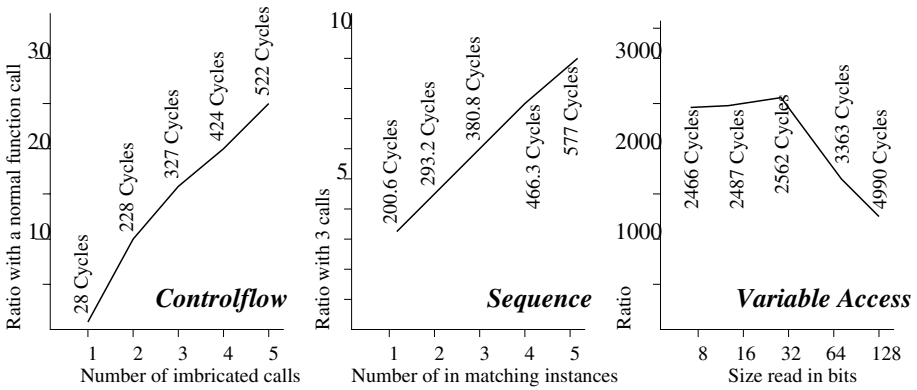 Ratio with a normal function call
30
20
10
28 Cycles
228 Cycles
327 Cycles
424 Cycles
522 Cycles
Controlflow
1 2 3 4 5
Number of imbricated calls
Ratio with 3 calls
10
5
200.6 Cycles
293.2 Cycles
380.8 Cycles
466.3 Cycles
577 Cycles
Sequence
1 2 3 4 5
Number of in matching instances
Ratio
3000
2000
1000
2466 Cycles
2487 Cycles
2562 Cycles
3363 Cycles
4990 Cycles
Variable Access
8 16 32 64 128
Size read in bits